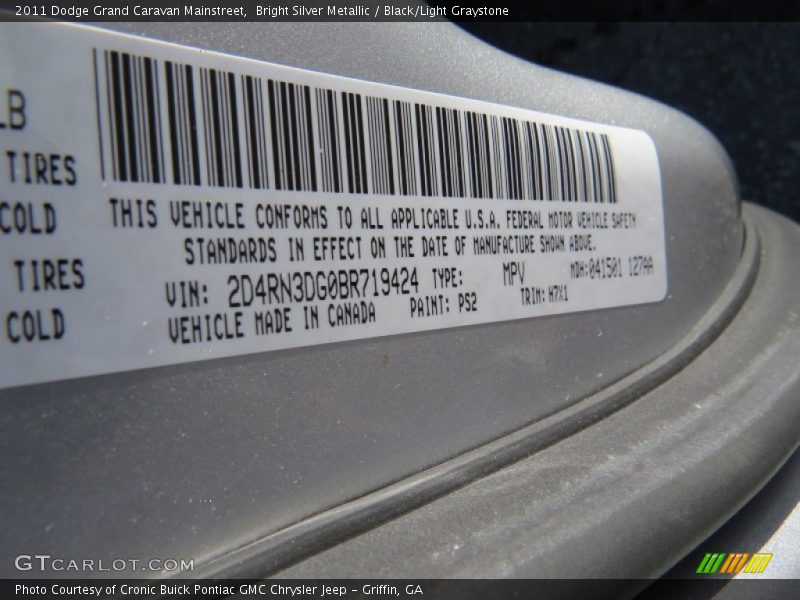 2011 Dodge Grand Caravan Mainstreet, Bright Silver Metallic / Black/Light Graystone
LB
TIRES
COLD
TIRES
COLD
THIS VEHICLE CONFORMS TO ALL APPLICABLE U.S.A. FEDERAL MOTOR VEHICLE SAFETY
STANDARDS IN EFFECT ON THE DATE OF MANUFACTURE SHOWN ABOVE.
VIN: 2D4RN3DG0BR719424 TYPE: MPV MDH:041501 127AA
VEHICLE MADE IN CANADA PAINT: PS2 TRIM: H7X1
GTCARLOT.COM
Photo Courtesy of Cronic Buick Pontiac GMC Chrysler Jeep - Griffin, GA